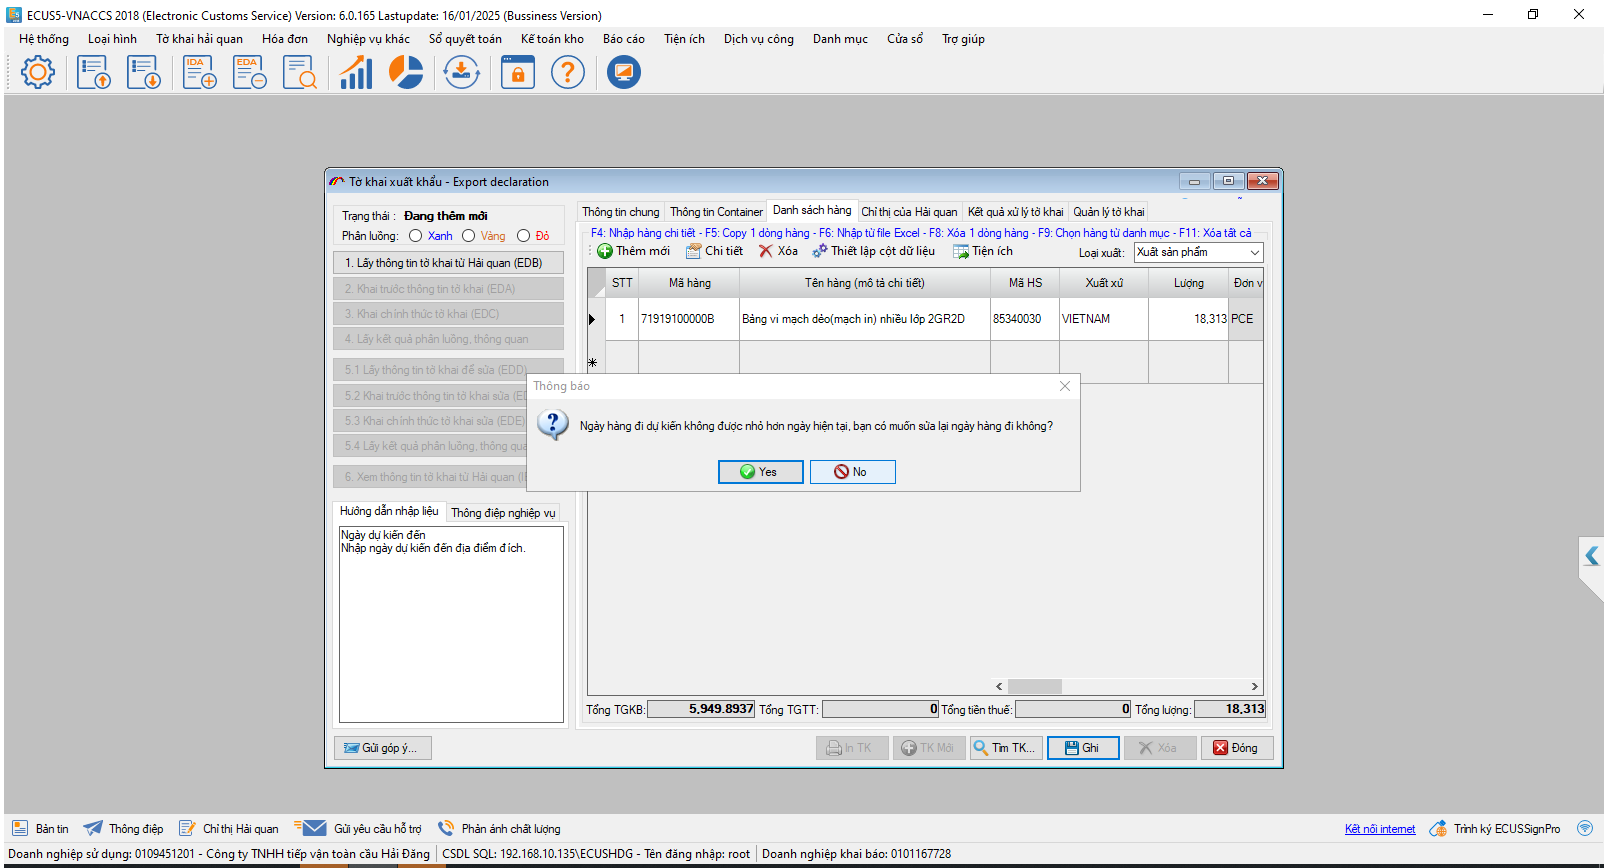 ECUS5-VNACCS 2018 (Electronic Customs Service) Version: 6.0.165 Lastupdate: 16/01/2025 (Bussiness Version)
Hệ thống Loại hình Tờ khai hải quan Hóa đơn Nghiệp vụ khác Sổ quyết toán Kế toán kho Báo cáo Tiện ích Dịch vụ công Danh mục Cửa sổ Trợ giúp
IDA EDA
Tờ khai xuất khẩu - Export declaration
Trạng thái : Đang thêm mới
Phân luồng: Xanh Vàng Đỏ
1. Lấy thông tin tờ khai từ Hải quan (EDB)
2. Khai trước thông tin tờ khai (EDA)
3. Khai chính thức tờ khai (EDC)
4. Lấy kết quả phân luồng, thông quan
5.1 Lấy thông tin tờ khai để sửa (EDD)
5.2 Khai trước thông tin tờ khai sửa (ED
5.3 Khai chính thức tờ khai sửa (EDE)
5.4 Lấy kết quả phân luồng, thông qua
6. Xem thông tin tờ khai từ Hải quan (I
Hướng dẫn nhập liệu Thông điệp nghiệp vụ
Ngày dự kiến đến
Nhập ngày dự kiến đến địa điểm đích.
Gửi góp ý...
Thông tin chung Thông tin Container Danh sách hàng Chỉ thị của Hải quan Kết quả xử lý tờ khai Quản lý tờ khai
F4: Nhập hàng chi tiết - F5: Copy 1 dòng hàng - F6: Nhập từ file Excel - F8: Xóa 1 dòng hàng - F9: Chọn hàng từ danh mục - F11: Xóa tất cả
Thêm mới Chi tiết Xóa Thiết lập cột dữ liệu Tiện ích Loại xuất: Xuất sản phẩm
STT Mã hàng Tên hàng (mô tả chi tiết) Mã HS Xuất xứ Lượng Đơn v
1 71919100000B Bảng vi mạch dẻo(mạch in) nhiều lớp 2GR2D 85340030 VIETNAM 18,313 PCE
Thông báo
Ngày hàng đi dự kiến không được nhỏ hơn ngày hiện tại, bạn có muốn sửa lại ngày hàng đi không?
Yes No
Tổng TGKB: 5,949.8937 Tổng TGTT: 0 Tổng tiền thuế: 0 Tổng lượng: 18,313
In TK TK Mới Tìm TK... Ghi Xóa Đóng
Bản tin Thông điệp Chỉ thị Hải quan Gửi yêu cầu hỗ trợ Phản ánh chất lượng Kết nối internet Trình ký ECUSSignPro
Doanh nghiệp sử dụng: 0109451201 - Công ty TNHH tiếp vận toàn cầu Hải Đăng CSDL SQL: 192.168.10.135\ECUSHDG - Tên đăng nhập: root Doanh nghiệp khai báo: 0101167728